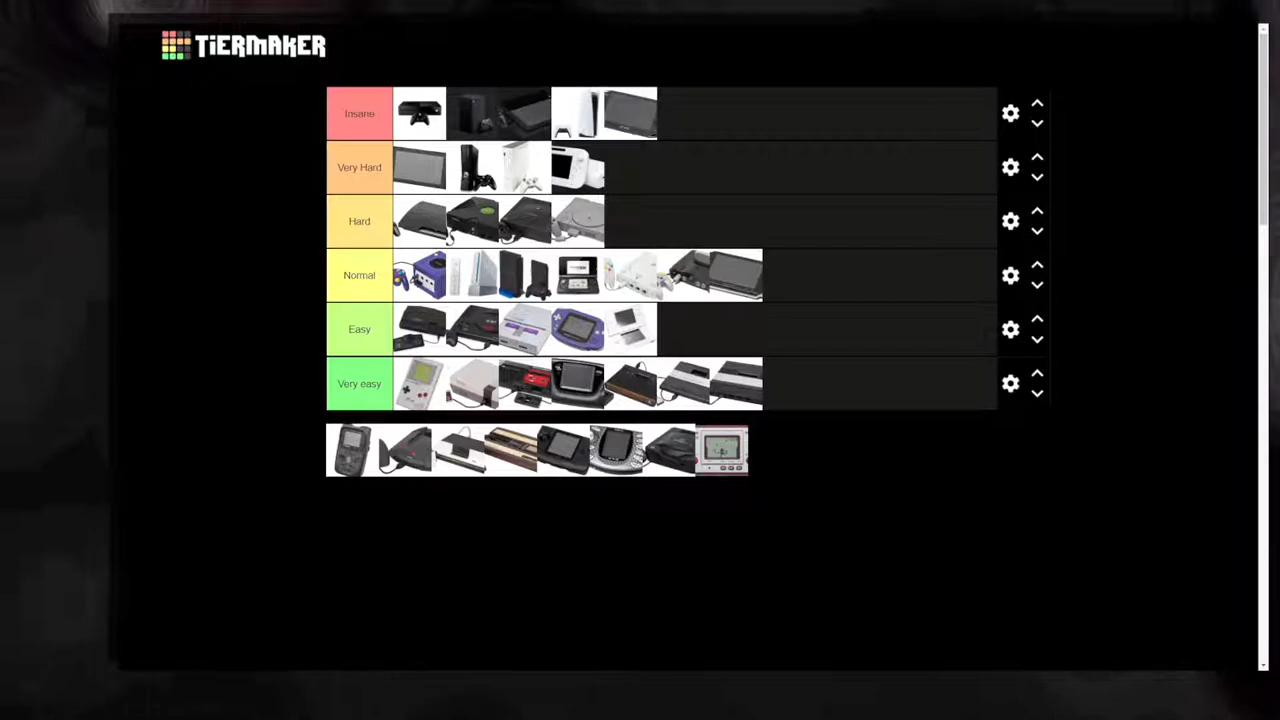 TIERMAKER
Insane
Very Hard
Hard
Normal
Easy
Very easy